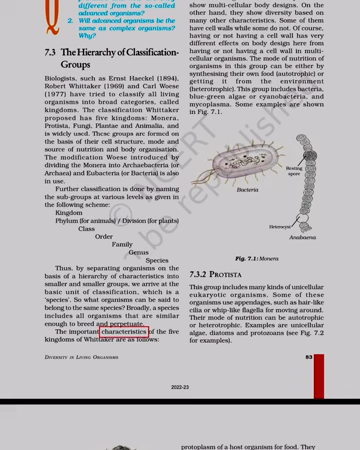 different from the so-called
advanced organisms?
2. Will advanced organisms be the
same as complex organisms?
Why?
7.3 The Hierarchy of Classification-
Groups
Biologists, such as Ernst Haeckel (1894),
Robert Whittaker (1969) and Carl Woese
(1977) have tried to classify all living
organisms into broad categories, called
kingdoms. The classification Whittaker
proposed has five kingdoms: Monera,
Protista, Fungi, Plantae and Animalia, and
is widely used. These groups are formed on
the basis of their cell structure, mode and
source of nutrition and body organisation.
The modification Woese introduced by
dividing the Monera into Archaebacteria (or
Archaea) and Eubacteria (or Bacteria) is also
in use.
Further classification is done by naming
the sub-groups at various levels as given in
the following scheme:
Kingdom
Phylum (for animals) / Division (for plants)
Class
Order
Family
Genus
Species
Thus, by separating organisms on the
basis of a hierarchy of characteristics into
smaller and smaller groups, we arrive at the
basic unit of classification, which is a
'species'. So what organisms can be said to
belong to the same species? Broadly, a species
includes all organisms that are similar
enough to breed and perpetuate.
The important characteristics of the five
kingdoms of Whittaker are as follows:
show multi-cellular body designs. On the
other hand, they show diversity based on
many other characteristics. Some of them
have cell walls while some do not. Of course,
having or not having a cell wall has very
different effects on body design here from
having or not having a cell wall in multi-
cellular organisms. The mode of nutrition of
organisms in this group can be either by
synthesising their own food (autotrophic) or
getting it from the environment
(heterotrophic). This group includes bacteria,
blue-green algae or cyanobacteria, and
mycoplasma. Some examples are shown
in Fig. 7.1.
Bacteria
Resting
spore
Heterocyst
Anabaena
Fig. 7.1: Monera
7.3.2 PROTISTA
This group includes many kinds of unicellular
eukaryotic organisms. Some of these
organisms use appendages, such as hair-like
cilia or whip-like flagella for moving around.
Their mode of nutrition can be autotrophic
or heterotrophic. Examples are unicellular
algae, diatoms and protozoans (see Fig. 7.2
for examples).
DIVERSITY IN LIVING ORGANISMS
83
2022-23
protoplasm of a host organism for food. They